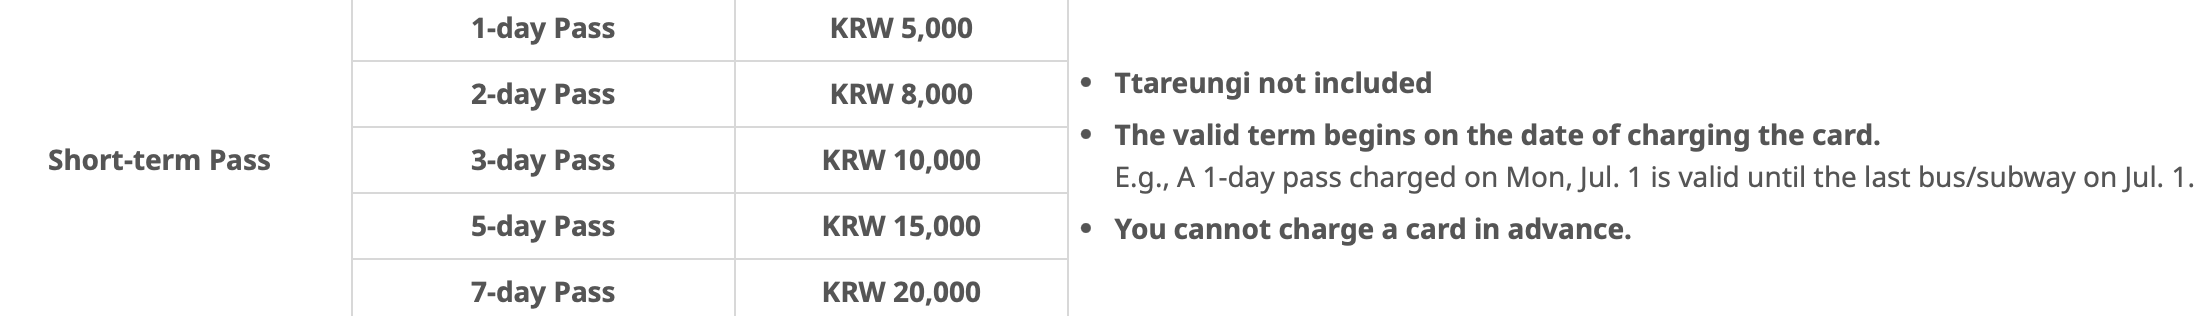 Short-term Pass
1-day Pass KRW 5,000
2-day Pass KRW 8,000
3-day Pass KRW 10,000
5-day Pass KRW 15,000
7-day Pass KRW 20,000
• Ttareungi not included
• The valid term begins on the date of charging the card.
E.g., A 1-day pass charged on Mon, Jul. 1 is valid until the last bus/subway on Jul. 1.
• You cannot charge a card in advance.